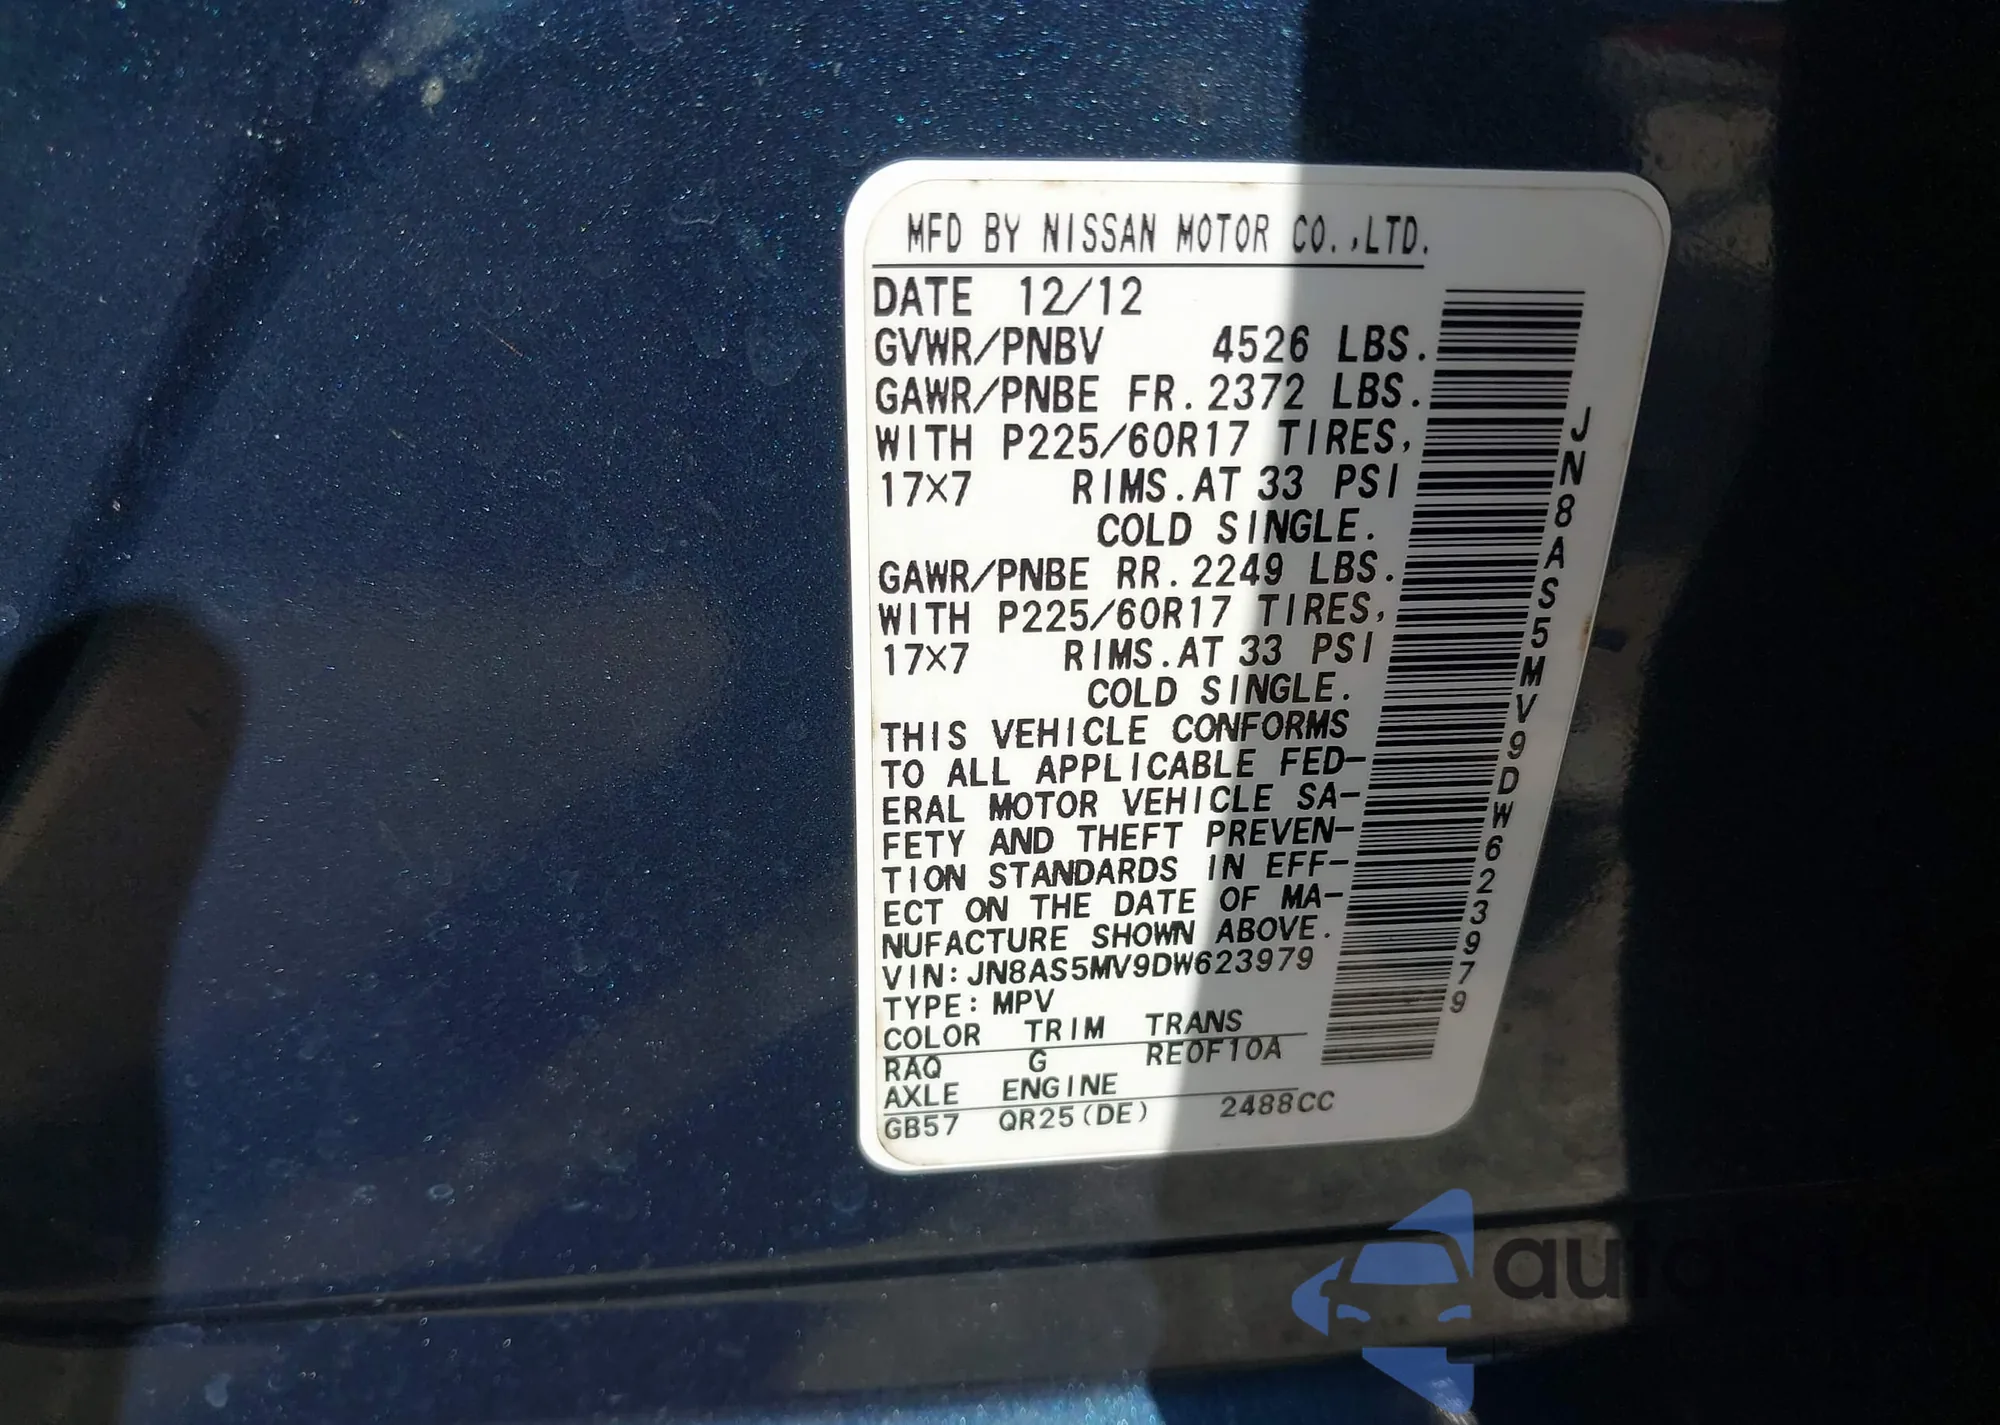 MFD BY NISSAN MOTOR CO.,LTD.
DATE 12/12
GVWR/PNBV 4526 LBS.
GAWR/PNBE FR.2372 LBS.
WITH P225/60R17 TIRES,
17×7 RIMS.AT 33 PSI
COLD SINGLE.
GAWR/PNBE RR.2249 LBS.
WITH P225/60R17 TIRES,
17×7 RIMS.AT 33 PSI
COLD SINGLE.
THIS VEHICLE CONFORMS
TO ALL APPLICABLE FED-
ERAL MOTOR VEHICLE SA-
FETY AND THEFT PREVEN-
TION STANDARDS IN EFF-
ECT ON THE DATE OF MA-
NUFACTURE SHOWN ABOVE.
VIN:JN8AS5MV9DW623979
TYPE:MPV
COLOR TRIM TRANS
RAQ G RE0F10A
AXLE ENGINE
GB57 QR25(DE) 2488CC
JN8AS5MV9DW623979